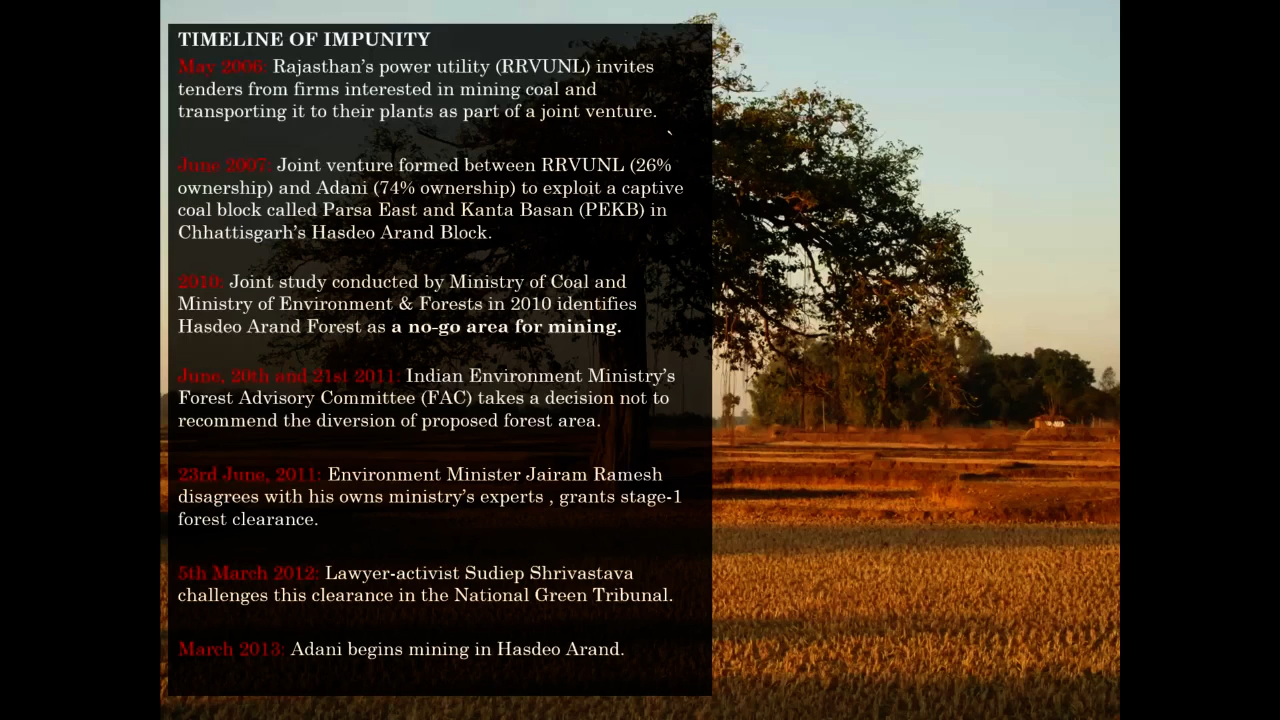 TIMELINE OF IMPUNITY
May 2006: Rajasthan's power utility (RRVUNL) invites
tenders from firms interested in mining coal and
transporting it to their plants as part of a joint venture.
June 2007: Joint venture formed between RRVUNL (26%
ownership) and Adani (74% ownership) to exploit a captive
coal block called Parsa East and Kanta Basan (PEKB) in
Chhattisgarh's Hasdeo Arand Block.
2010: Joint study conducted by Ministry of Coal and
Ministry of Environment & Forests in 2010 identifies
Hasdeo Arand Forest as a no-go area for mining.
June, 20th and 21st 2011: Indian Environment Ministry's
Forest Advisory Committee (FAC) takes a decision not to
recommend the diversion of proposed forest area.
23rd June, 2011: Environment Minister Jairam Ramesh
disagrees with his owns ministry's experts , grants stage-1
forest clearance.
5th March 2012: Lawyer-activist Sudiep Shrivastava
challenges this clearance in the National Green Tribunal.
March 2013: Adani begins mining in Hasdeo Arand.